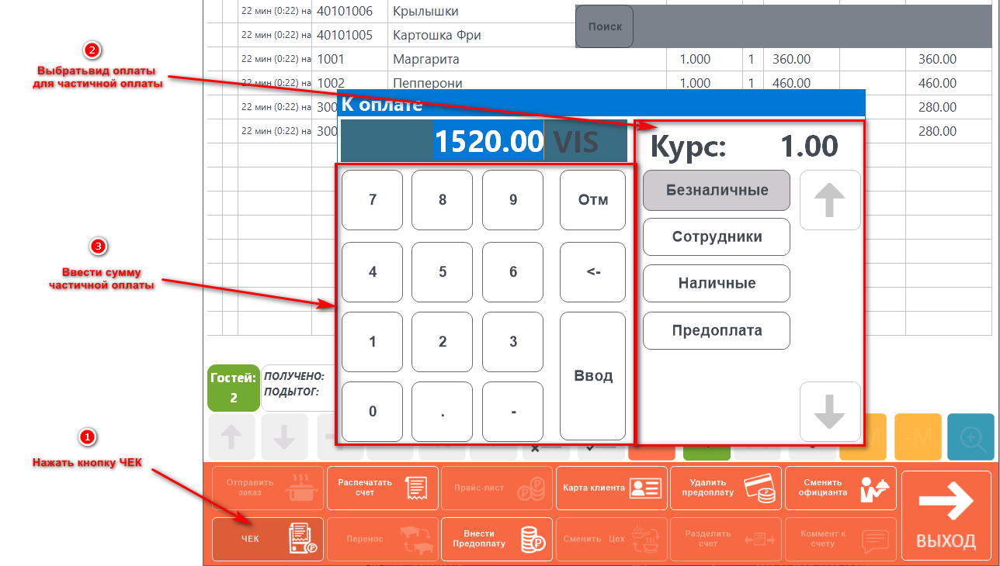 22 мин (0:22) на 40101006 Крылышки
22 мин (0:22) на 40101005 Картошка Фри
Поиск
22 мин (0:22) на 1001 Маргарита 1.000 1 360.00 360.00
22 мин (0:22) на 1002 Пепперони 1.000 1 460.00 460.00
22 мин (0:22) на 300 280.00
22 мин (0:22) на 300 280.00
2
Выбратьвид оплаты
для частичной оплаты
К оплате
1520.00 VIS
Курс: 1.00
7 8 9 Отм
4 5 6 <-
1 2 3
0 . - Ввод
Безналичные
Сотрудники
Наличные
Предоплата
3
Ввести сумму
частичной оплаты
Гостей:
2
ПОЛУЧЕНО:
ПОДЫТОГ:
-M
1
Нажать кнопку ЧЕК
Отправить
заказ
Распечатать
счет
Прайс-лист
Карта клиента
Удалить
предоплату
Сменить
официанта
ЧЕК
Перенос
Внести
Предоплату
Сменить Цех
Разделить
счет
Коммент к
счету
ВЫХОД